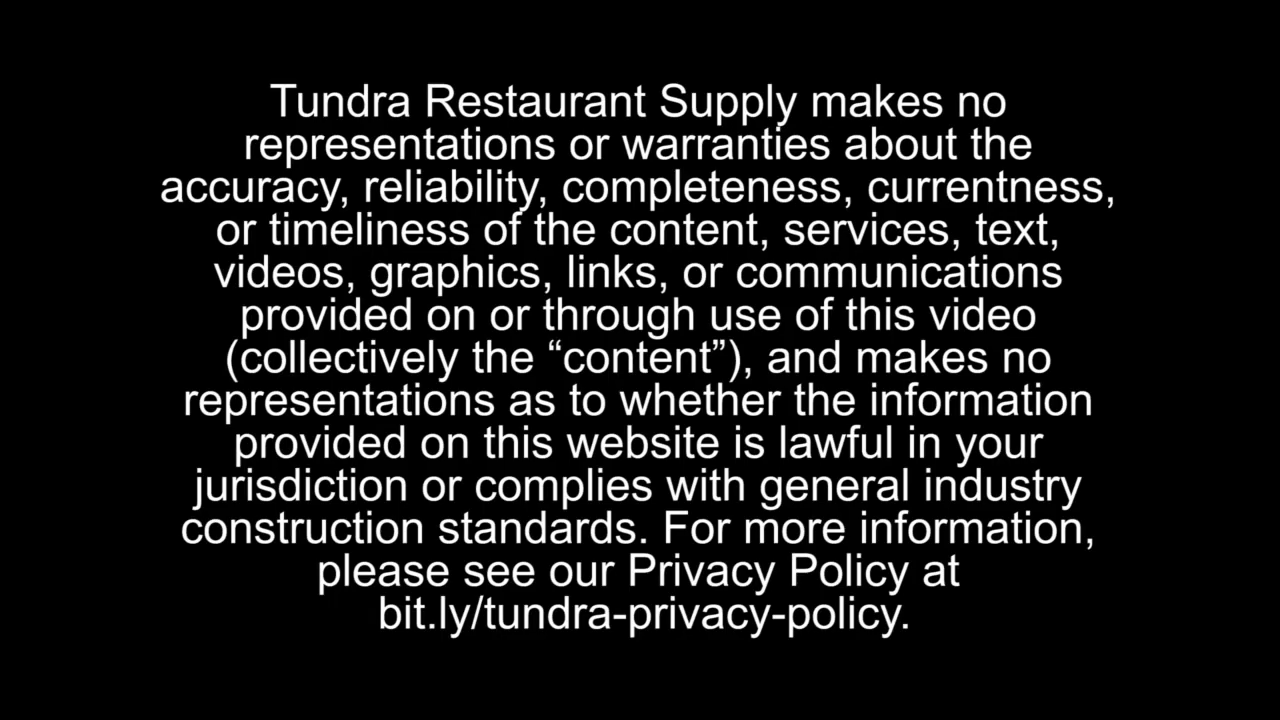 Tundra Restaurant Supply makes no
representations or warranties about the
accuracy, reliability, completeness, currentness,
or timeliness of the content, services, text,
videos, graphics, links, or communications
provided on or through use of this video
(collectively the “content”), and makes no
representations as to whether the information
provided on this website is lawful in your
jurisdiction or complies with general industry
construction standards. For more information,
please see our Privacy Policy at
bit.ly/tundra-privacy-policy.